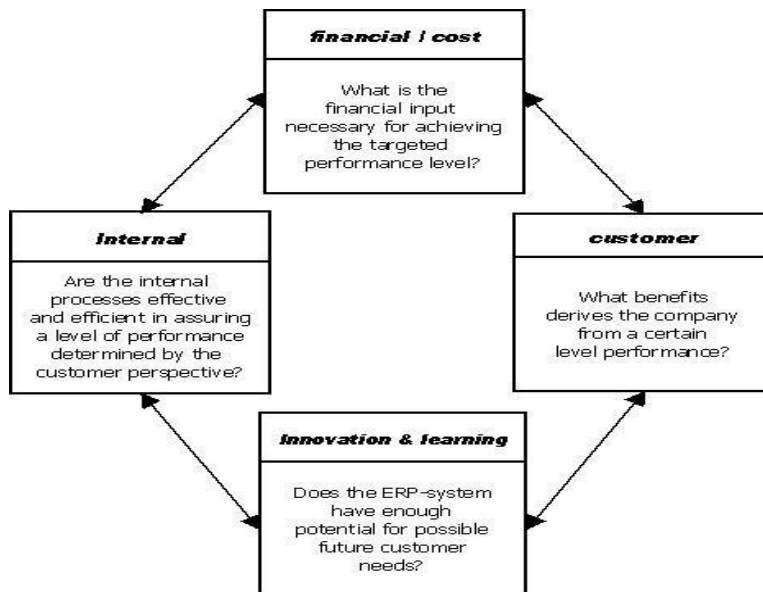 financial / cost
What is the
financial input
necessary for achieving
the targeted
performance level?
Internal
Are the internal
processes effective
and efficient in assuring
a level of performance
determined by the
customer perspective?
customer
What benefits
derives the company
from a certain
level performance?
Innovation & learning
Does the ERP-system
have enough
potential for possible
future customer
needs?